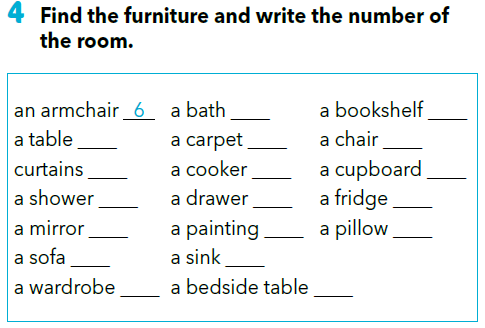 4 Find the furniture and write the number of
the room.
an armchair 6 a bath ____ a bookshelf ____
a table ____ a carpet ____ a chair ____
curtains ____ a cooker ____ a cupboard ____
a shower ____ a drawer ____ a fridge ____
a mirror ____ a painting ____ a pillow ____
a sofa ____ a sink ____
a wardrobe ____ a bedside table ____